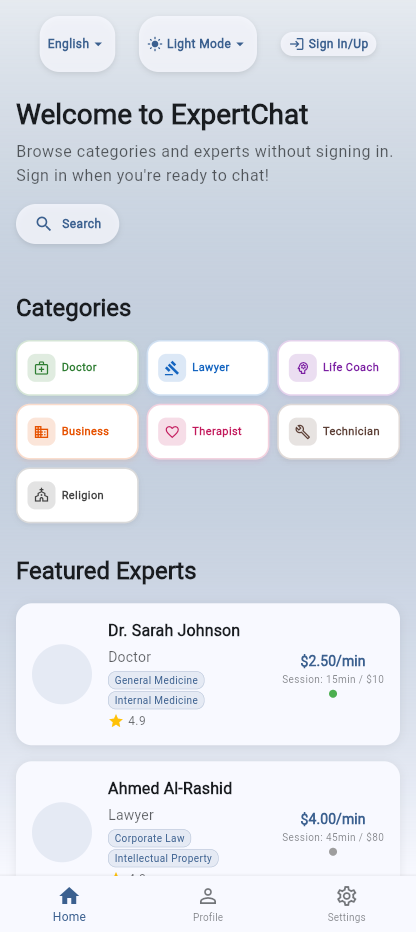 English
Light Mode
Sign In/Up
Welcome to ExpertChat
Browse categories and experts without signing in.
Sign in when you're ready to chat!
Search
Categories
Doctor
Lawyer
Life Coach
Business
Therapist
Technician
Religion
Featured Experts
Dr. Sarah Johnson
Doctor
General Medicine
Internal Medicine
4.9
$2.50/min
Session: 15min / $10
Ahmed Al-Rashid
Lawyer
Corporate Law
Intellectual Property
$4.00/min
Session: 45min / $80
Home
Profile
Settings